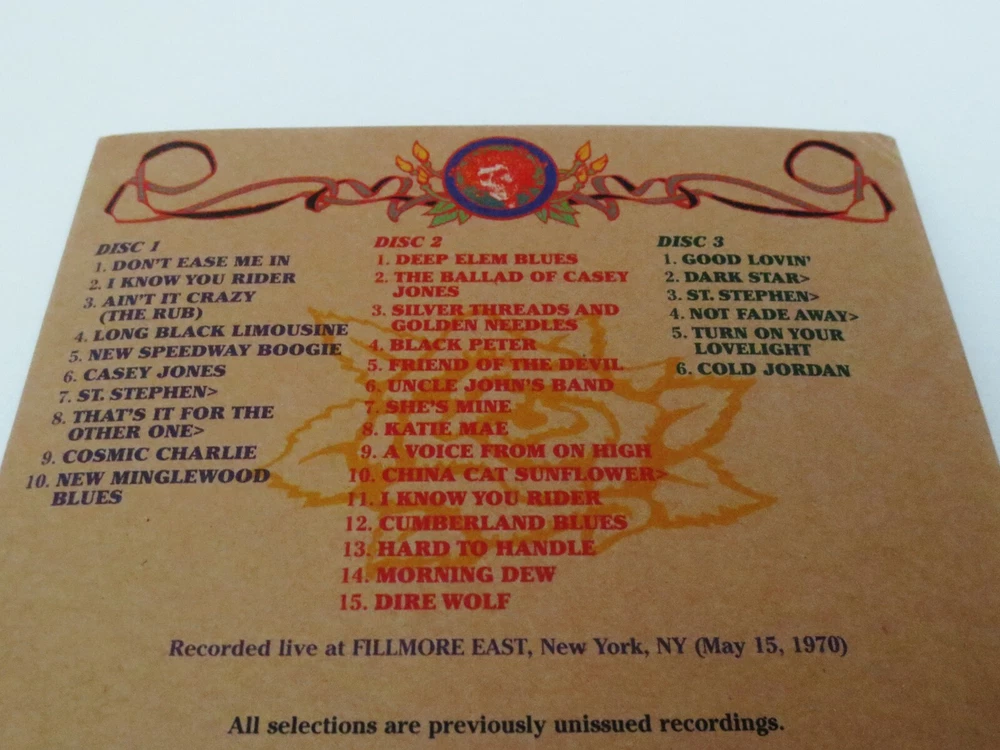 DISC 1
1. DON'T EASE ME IN
2. I KNOW YOU RIDER
3. AIN'T IT CRAZY
(THE RUB)
4. LONG BLACK LIMOUSINE
5. NEW SPEEDWAY BOOGIE
6. CASEY JONES
7. ST. STEPHEN>
8. THAT'S IT FOR THE
OTHER ONE>
9. COSMIC CHARLIE
10. NEW MINGLEWOOD
BLUES
DISC 2
1. DEEP ELEM BLUES
2. THE BALLAD OF CASEY
JONES
3. SILVER THREADS AND
GOLDEN NEEDLES
4. BLACK PETER
5. FRIEND OF THE DEVIL
6. UNCLE JOHN'S BAND
7. SHE'S MINE
8. KATIE MAE
9. A VOICE FROM ON HIGH
10. CHINA CAT SUNFLOWER>
11. I KNOW YOU RIDER
12. CUMBERLAND BLUES
13. HARD TO HANDLE
14. MORNING DEW
15. DIRE WOLF
DISC 3
1. GOOD LOVIN'
2. DARK STAR>
3. ST. STEPHEN>
4. NOT FADE AWAY>
5. TURN ON YOUR
LOVELIGHT
6. COLD JORDAN
Recorded live at FILLMORE EAST, New York, NY (May 15, 1970)
All selections are previously unissued recordings.